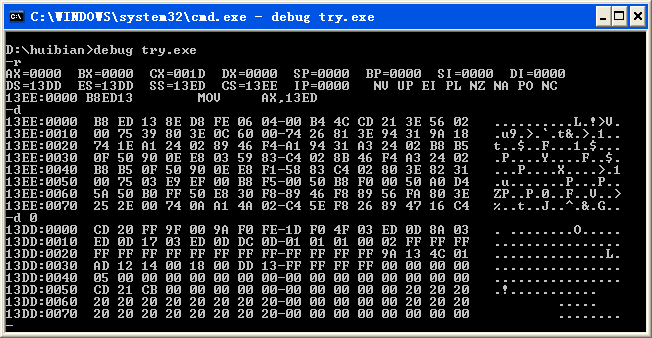 C:\WINDOWS\system32\cmd.exe - debug try.exe
D:\huibian>debug try.exe
-r
AX=0000  BX=0000  CX=001D  DX=0000  SP=0000  BP=0000  SI=0000  DI=0000
DS=13DD  ES=13DD  SS=13ED  CS=13EE  IP=0000   NV UP EI PL NZ NA PO NC
13EE:0000 B8ED13        MOV     AX,13ED
-d
13EE:0000  B8 ED 13 8E D8 FE 06 04-00 B4 4C CD 21 3E 56 02   ..........L.!>V.
13EE:0010  00 75 39 80 3E 0C 60 00-74 26 81 3E 94 31 9A 18   .u9.>.`.t&.>.1..
13EE:0020  74 1E A1 24 02 89 46 F4-A1 94 31 A3 24 02 B8 B5   t..$..F...1.$...
13EE:0030  0F 50 90 0E E8 03 59 83-C4 02 8B 46 F4 A3 24 02   .P....Y....F..$.
13EE:0040  B8 B5 0F 50 90 0E E8 F1-58 83 C4 02 80 3E 82 31   ...P....X....>.1
13EE:0050  00 75 03 E9 EF 00 B8 F5-00 50 B8 F0 00 50 A0 D4   .u.......P...P..
13EE:0060  5A 50 B0 FF 50 E8 30 F8-89 46 F8 89 56 FA 80 3E   ZP..P.0..F..V..>
13EE:0070  25 2E 00 74 0A A1 4A 02-C4 5E F8 26 89 47 16 C4   %..t..J..^.&.G..
-d 0
13DD:0000  CD 20 FF 9F 00 9A F0 FE-1D F0 4F 03 ED 0D 8A 03   . ........O.....
13DD:0010  ED 0D 17 03 ED 0D DC 0D-01 01 01 00 02 FF FF FF   ................
13DD:0020  FF FF FF FF FF FF FF FF-FF FF FF FF 9A 13 4C 01   ..............L.
13DD:0030  AD 12 14 00 18 00 DD 13-FF FF FF FF 00 00 00 00   ................
13DD:0040  05 00 00 00 00 00 00 00-00 00 00 00 00 00 00 00   ................
13DD:0050  CD 21 CB 00 00 00 00 00-00 00 00 00 00 20 20 20   .!...........
13DD:0060  20 20 20 20 20 20 20 20-00 00 00 00 00 20 20 20           .....
13DD:0070  20 20 20 20 20 20 20 20-00 00 00 00 00 00 00 00           ........
-